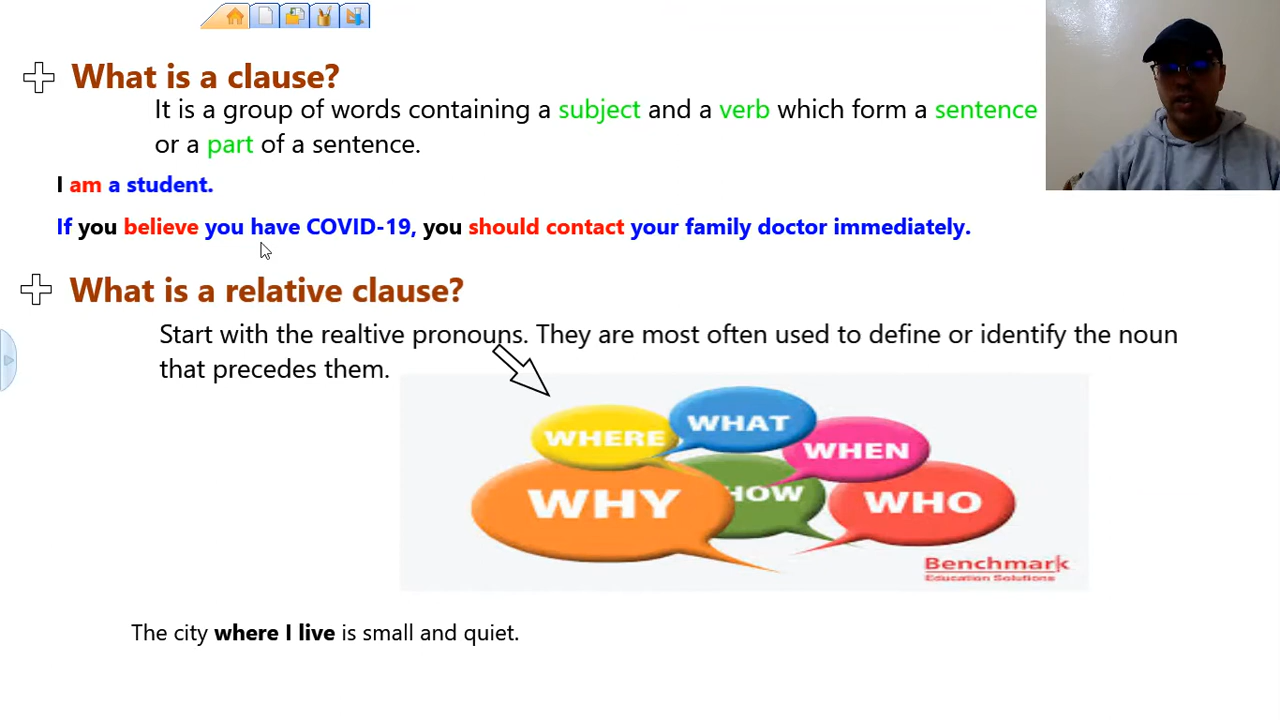 What is a clause?
It is a group of words containing a subject and a verb which form a sentence
or a part of a sentence.
I am a student.
If you believe you have COVID-19, you should contact your family doctor immediately.
What is a relative clause?
Start with the realtive pronouns. They are most often used to define or identify the noun
that precedes them.
WHERE
WHAT
WHEN
WHY
HOW
WHO
Benchmark
Education Solutions
The city where I live is small and quiet.